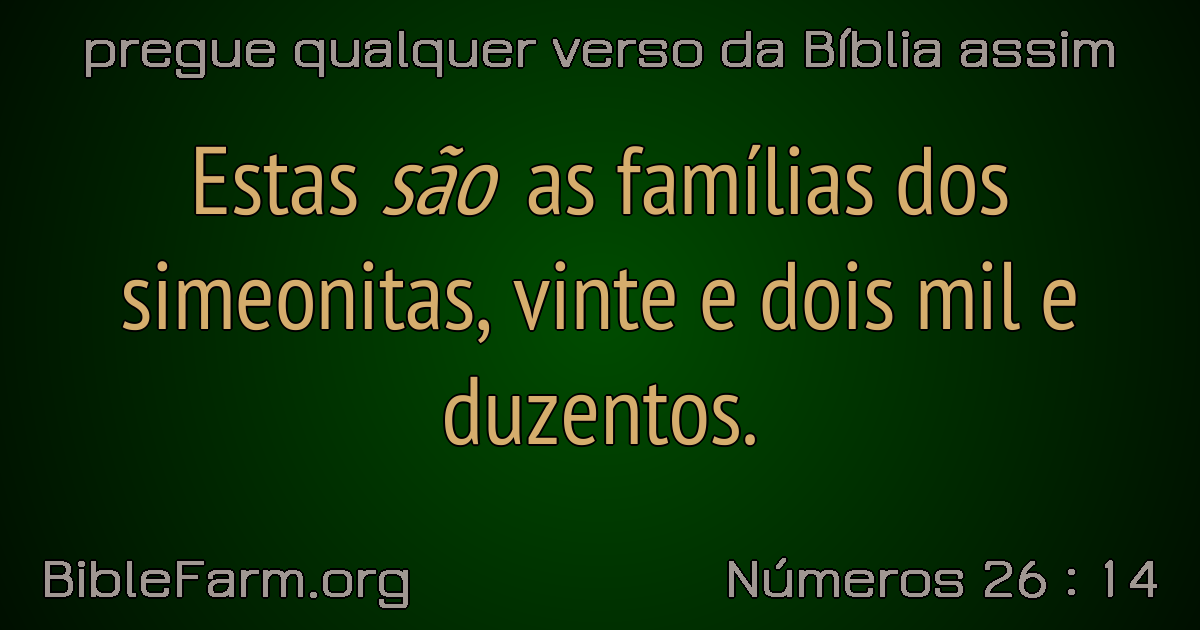 pregue qualquer verso da Bíblia assim
Estas são as famílias dos
simeonitas, vinte e dois mil e
duzentos.
BibleFarm.org
Números 26 : 14